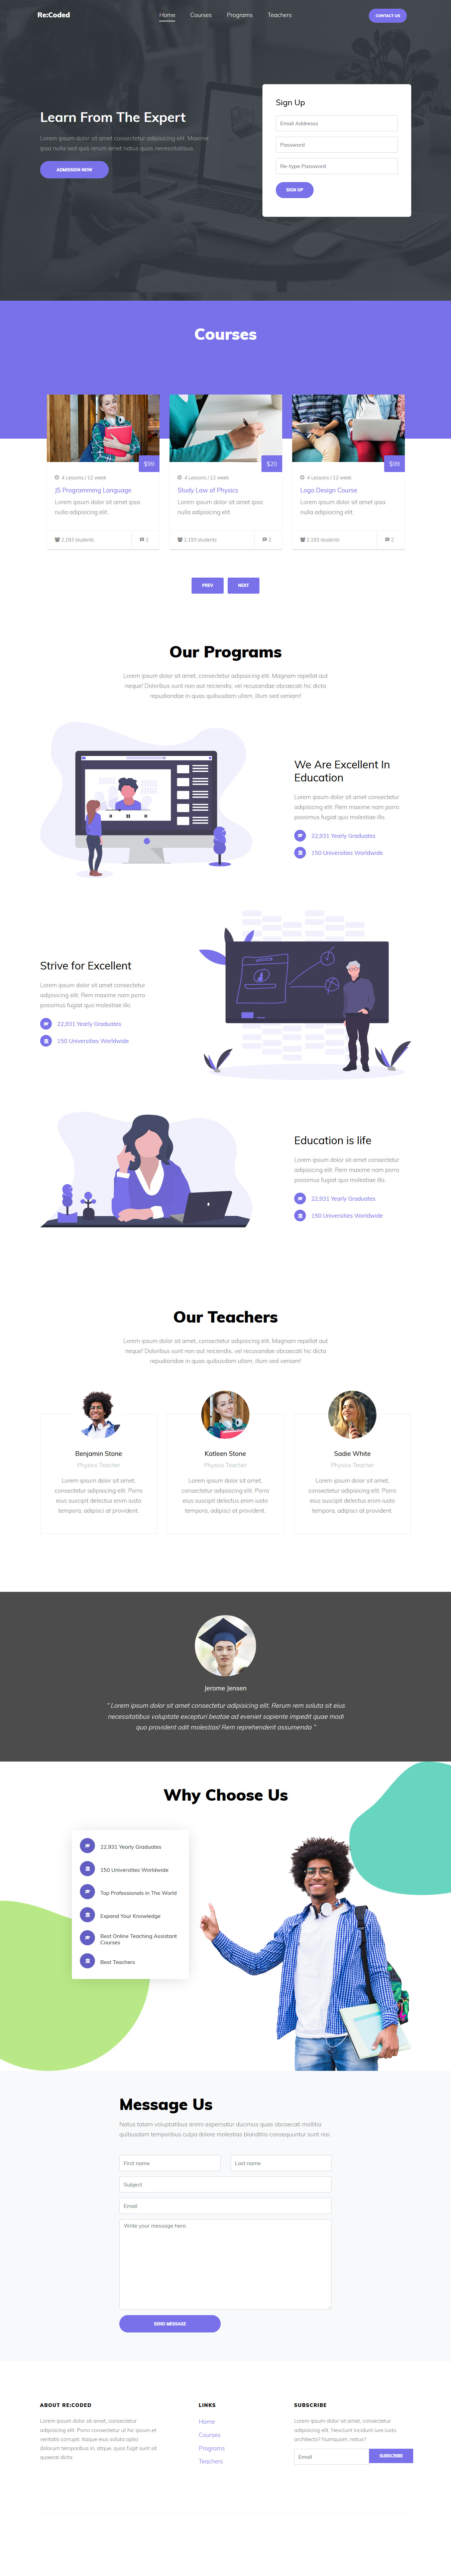 Re:Coded
Home Courses Programs Teachers
CONTACT US
Learn From The Expert
Lorem ipsum dolor sit amet consectetur adipisicing elit. Maxime
ipsa nulla sed quis rerum amet natus quas necessitatibus.
ADMISSION NOW
Sign Up
Email Addresss
Password
Re-type Password
SIGN UP
Courses
$99
4 Lessons / 12 week
JS Programming Language
Lorem ipsum dolor sit amet ipsa
nulla adipisicing elit.
2,193 students 2
$20
4 Lessons / 12 week
Study Law of Physics
Lorem ipsum dolor sit amet ipsa
nulla adipisicing elit.
2,193 students 2
$99
4 Lessons / 12 week
Logo Design Course
Lorem ipsum dolor sit amet ipsa
nulla adipisicing elit.
2,193 students 2
PREV NEXT
Our Programs
Lorem ipsum dolor sit amet, consectetur adipisicing elit. Magnam repellat aut
neque! Doloribus sunt non aut reiciendis, vel recusandae obcaecati hic dicta
repudiandae in quas quibusdam ullam, illum sed veniam!
We Are Excellent In
Education
Lorem ipsum dolor sit amet consectetur
adipisicing elit. Rem maxime nam porro
possimus fugiat quo molestiae illo.
22,931 Yearly Graduates
150 Universities Worldwide
Strive for Excellent
Lorem ipsum dolor sit amet consectetur
adipisicing elit. Rem maxime nam porro
possimus fugiat quo molestiae illo.
22,931 Yearly Graduates
150 Universities Worldwide
Education is life
Lorem ipsum dolor sit amet consectetur
adipisicing elit. Rem maxime nam porro
possimus fugiat quo molestiae illo.
22,931 Yearly Graduates
150 Universities Worldwide
Our Teachers
Lorem ipsum dolor sit amet, consectetur adipisicing elit. Magnam repellat aut
neque! Doloribus sunt non aut reiciendis, vel recusandae obcaecati hic dicta
repudiandae in quas quibusdam ullam, illum sed veniam!
Benjamin Stone
Physics Teacher
Lorem ipsum dolor sit amet,
consectetur adipisicing elit. Porro
eius suscipit delectus enim iusto
tempora, adipisci at provident.
Katleen Stone
Physics Teacher
Lorem ipsum dolor sit amet,
consectetur adipisicing elit. Porro
eius suscipit delectus enim iusto
tempora, adipisci at provident.
Sadie White
Physics Teacher
Lorem ipsum dolor sit amet,
consectetur adipisicing elit. Porro
eius suscipit delectus enim iusto
tempora, adipisci at provident.
Jerome Jensen
“ Lorem ipsum dolor sit amet consectetur adipisicing elit. Rerum rem soluta sit eius
necessitatibus voluptate excepturi beatae ad eveniet sapiente impedit quae modi
quo provident odit molestias! Rem reprehenderit assumenda ”
Why Choose Us
22,931 Yearly Graduates
150 Universities Worldwide
Top Professionals in The World
Expand Your Knowledge
Best Online Teaching Assistant
Courses
Best Teachers
Message Us
Natus totam voluptatibus animi aspernatur ducimus quas obcaecati mollitia
quibusdam temporibus culpa dolore molestias blanditiis consequuntur sunt nisi.
First name Last name
Subject
Email
Write your message here.
SEND MESSAGE
ABOUT RE:CODED
Lorem ipsum dolor sit amet, consectetur
adipisicing elit. Porro consectetur ut hic ipsum et
veritatis corrupti. Itaque eius soluta optio
dolorum temporibus in, atque, quos fugit sunt sit
quaerat dicta.
LINKS
Home
Courses
Programs
Teachers
SUBSCRIBE
Lorem ipsum dolor sit amet, consectetur
adipisicing elit. Nesciunt incidunt iure iusto
architecto? Numquam, natus?
Email SUBSCRIBE